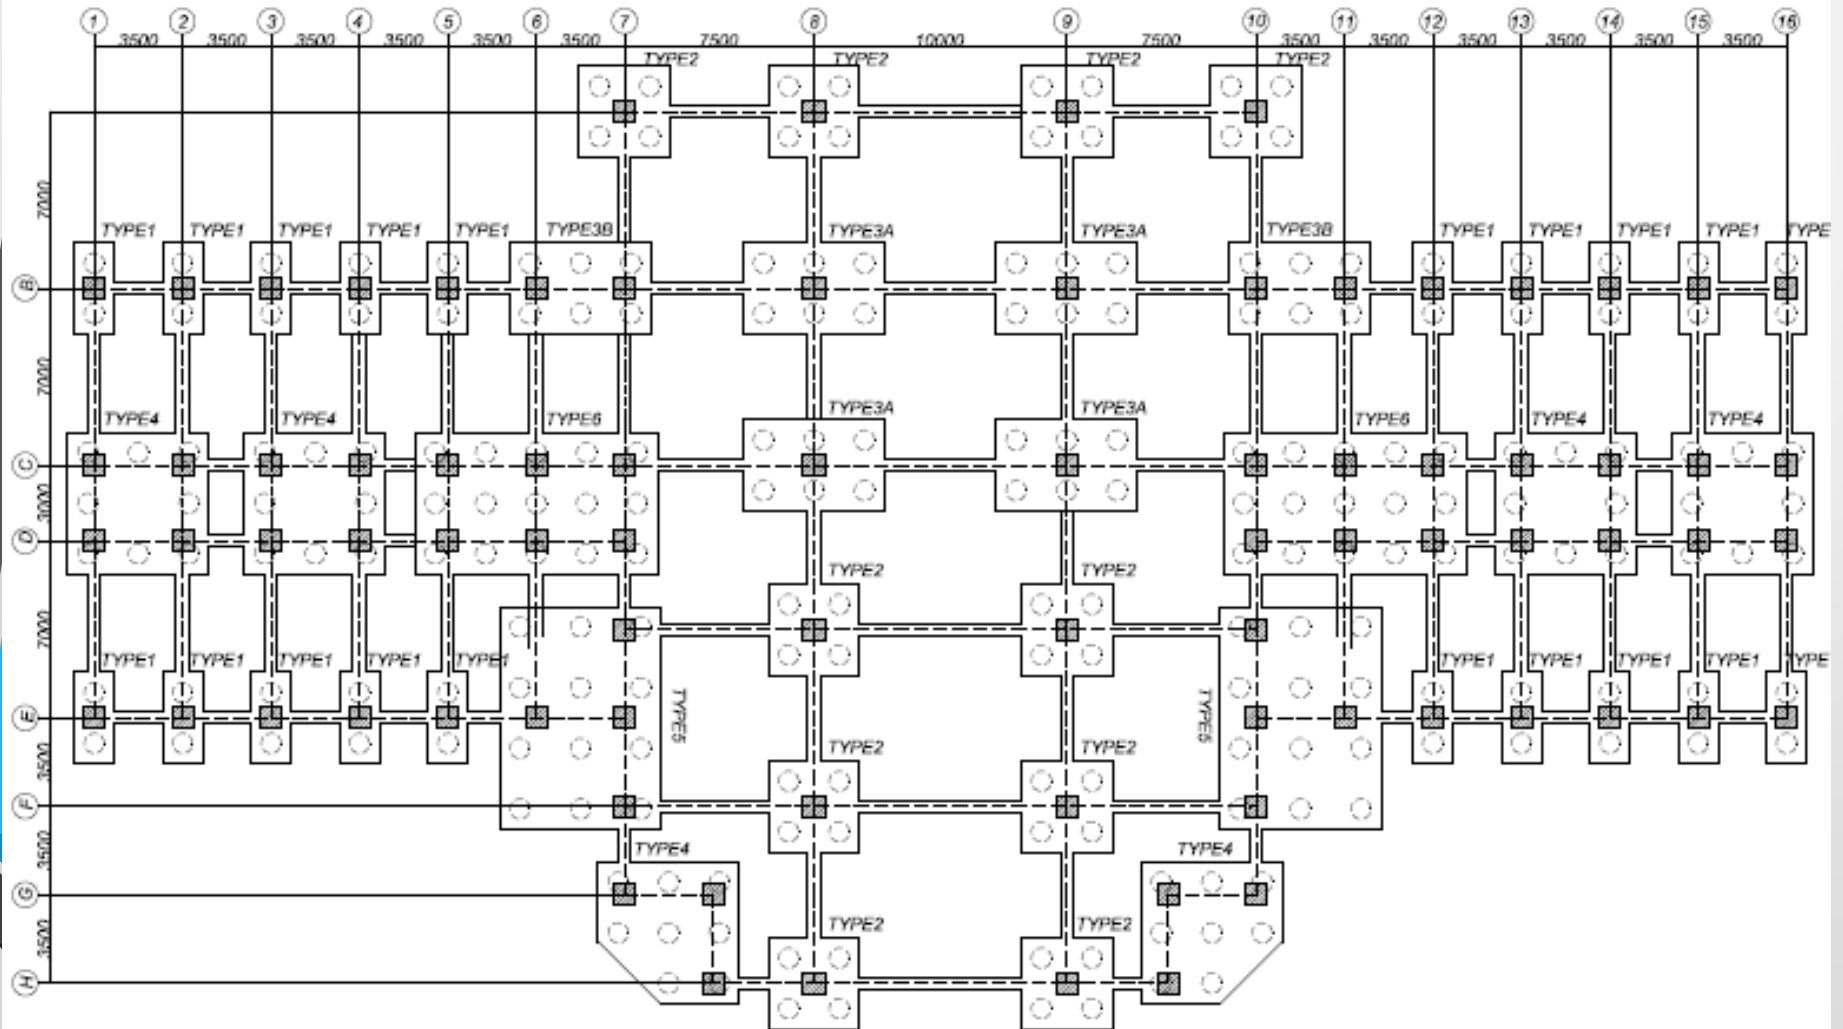 1 2 3 4 5 6 7 8 9 10 11 12 13 14 15 16
3500 3500 3500 3500 3500 3500 7500 10000 7500 3500 3500 3500 3500 3500 3500
TYPE2 TYPE2 TYPE2 TYPE2
7000
TYPE1 TYPE1 TYPE1 TYPE1 TYPE1 TYPE3B TYPE3A TYPE3A TYPE3B TYPE1 TYPE1 TYPE1 TYPE1 TYPE
B
7000
TYPE3A TYPE3A
TYPE4 TYPE4 TYPE6 TYPE6 TYPE4 TYPE4
C
3000
D
TYPE2 TYPE2
7000
TYPE1 TYPE1 TYPE1 TYPE1 TYPE1 TYPE1 TYPE1 TYPE1 TYPE1 TYPE
TYPE5 TYPE5
E
3500
TYPE2 TYPE2
F
3500
TYPE4 TYPE4
G
3500
TYPE2 TYPE2
H